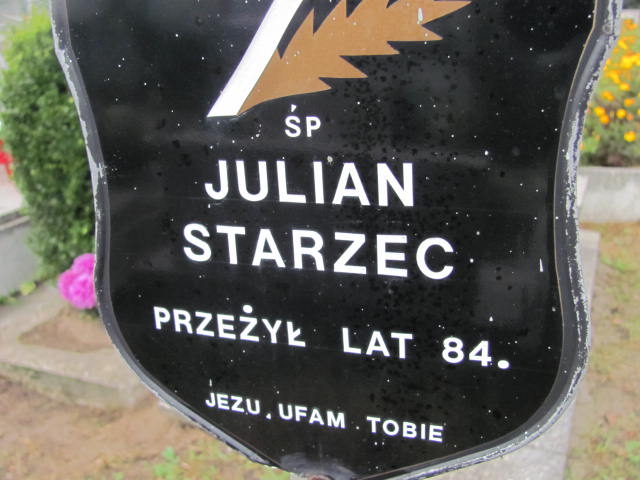 ŚP
JULIAN
STARZEC
PRZEŻYŁ LAT 84.
JEZU, UFAM TOBIE